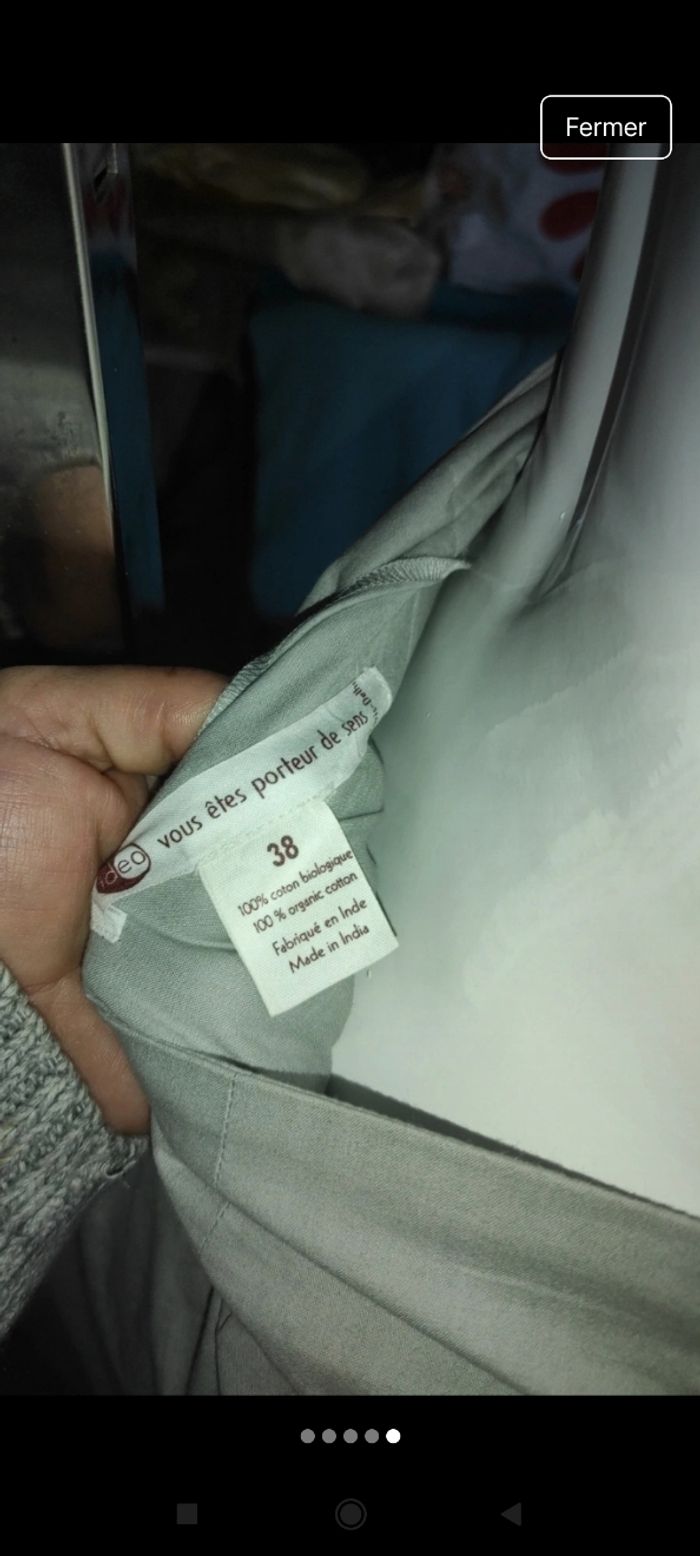 Fermer
ideo
vous êtes porteur de sens
38
100% coton biologique
100 % organic cotton
Fabriqué en Inde
Made in India